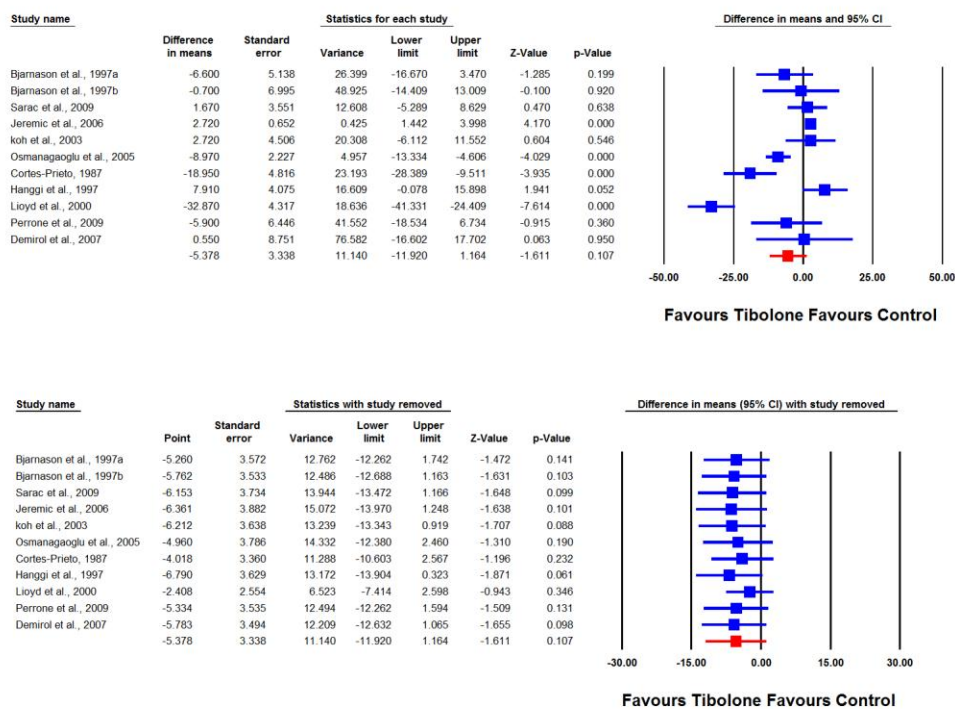 Study name Statistics for each study Difference in means and 95% CI
Difference in means Standard error Variance Lower limit Upper limit Z-Value p-Value
Bjarnason et al., 1997a -6.600 5.138 26.399 -16.670 3.470 -1.285 0.199
Bjarnason et al., 1997b -0.700 6.995 48.925 -14.409 13.009 -0.100 0.920
Sarac et al., 2009 1.670 3.551 12.608 -5.289 8.629 0.470 0.638
Jeremic et al., 2006 2.720 0.652 0.425 1.442 3.998 4.170 0.000
koh et al., 2003 2.720 4.506 20.308 -6.112 11.552 0.604 0.546
Osmanagaoglu et al., 2005 -8.970 2.227 4.957 -13.334 -4.606 -4.029 0.000
Cortes-Prieto, 1987 -18.950 4.816 23.193 -28.389 -9.511 -3.935 0.000
Hanggi et al., 1997 7.910 4.075 16.609 -0.078 15.898 1.941 0.052
Lioyd et al., 2000 -32.870 4.317 18.636 -41.331 -24.409 -7.614 0.000
Perrone et al., 2009 -5.900 6.446 41.552 -18.534 6.734 -0.915 0.360
Demirol et al., 2007 0.550 8.751 76.582 -16.602 17.702 0.063 0.950
-5.378 3.338 11.140 -11.920 1.164 -1.611 0.107
-50.00 -25.00 0.00 25.00 50.00
Favours Tibolone Favours Control
Study name Statistics with study removed Difference in means (95% CI) with study removed
Point Standard error Variance Lower limit Upper limit Z-Value p-Value
Bjarnason et al., 1997a -5.260 3.572 12.762 -12.262 1.742 -1.472 0.141
Bjarnason et al., 1997b -5.762 3.533 12.486 -12.688 1.163 -1.631 0.103
Sarac et al., 2009 -6.153 3.734 13.944 -13.472 1.166 -1.648 0.099
Jeremic et al., 2006 -6.361 3.882 15.072 -13.970 1.248 -1.638 0.101
koh et al., 2003 -6.212 3.638 13.239 -13.343 0.919 -1.707 0.088
Osmanagaoglu et al., 2005 -4.960 3.786 14.332 -12.380 2.460 -1.310 0.190
Cortes-Prieto, 1987 -4.018 3.360 11.288 -10.603 2.567 -1.196 0.232
Hanggi et al., 1997 -6.790 3.629 13.172 -13.904 0.323 -1.871 0.061
Lioyd et al., 2000 -2.408 2.554 6.523 -7.414 2.598 -0.943 0.346
Perrone et al., 2009 -5.334 3.535 12.494 -12.262 1.594 -1.509 0.131
Demirol et al., 2007 -5.783 3.494 12.209 -12.632 1.065 -1.655 0.098
-5.378 3.338 11.140 -11.920 1.164 -1.611 0.107
-30.00 -15.00 0.00 15.00 30.00
Favours Tibolone Favours Control